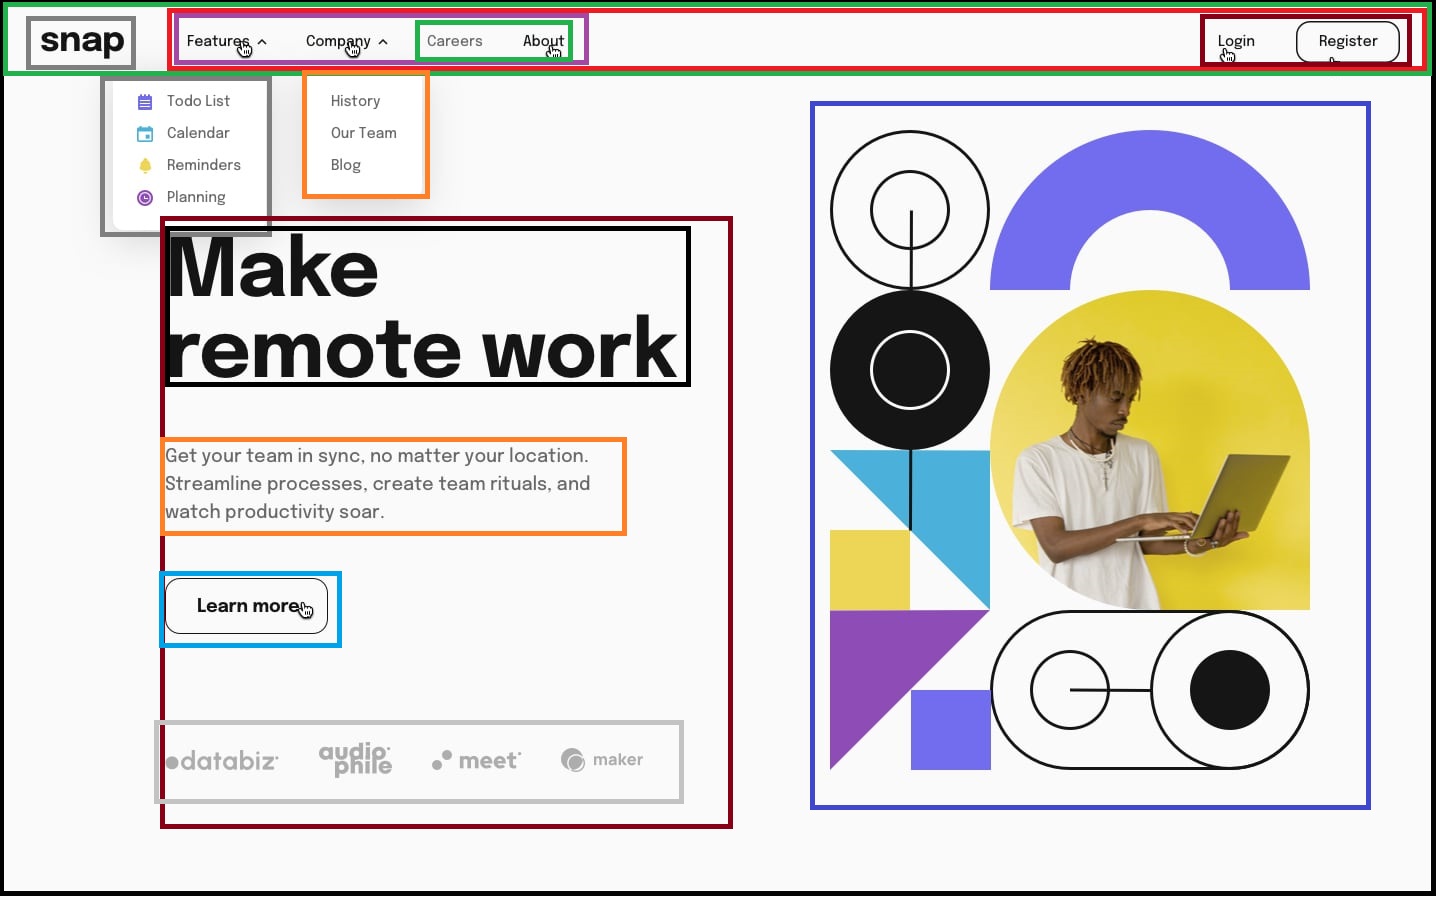 snap
Features
Company
Careers
About
Login
Register
Todo List
Calendar
Reminders
Planning
History
Our Team
Blog
Make
remote work
Get your team in sync, no matter your location.
Streamline processes, create team rituals, and
watch productivity soar.
Learn more
databiz
audiophile
meet
maker